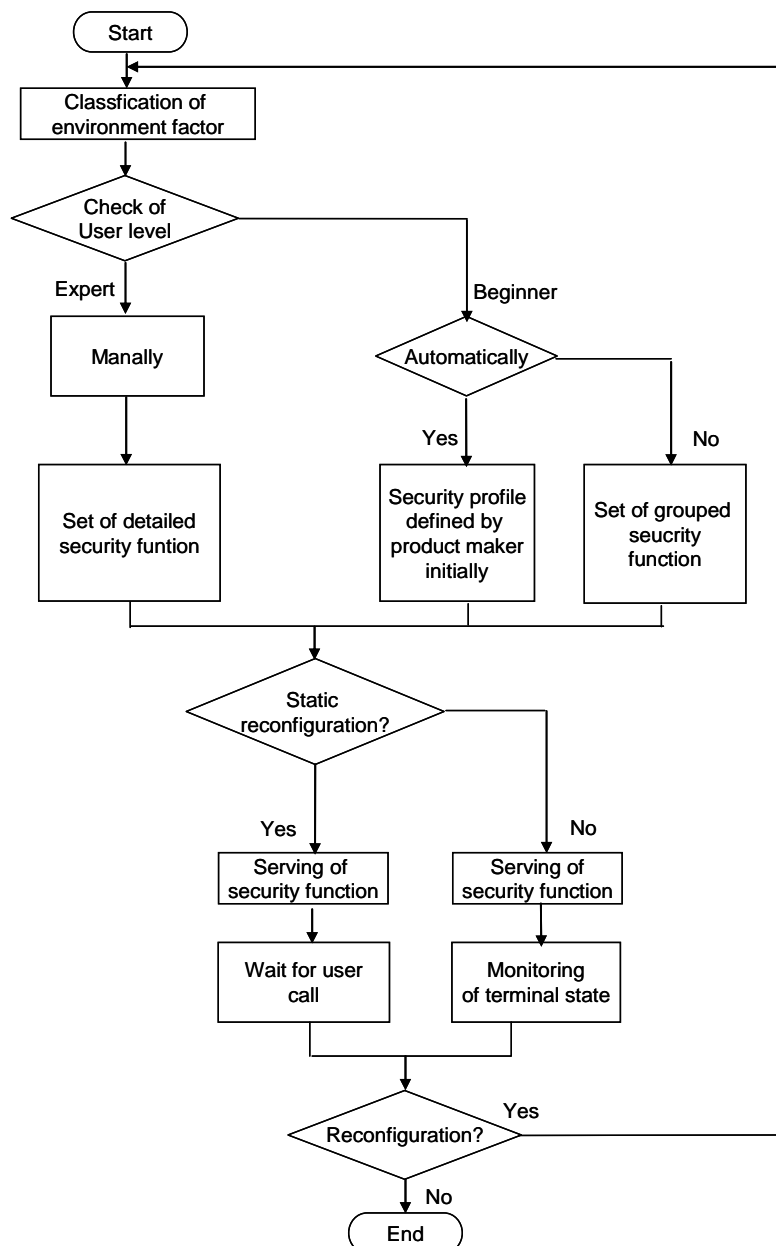 Start
Classfication of
environment factor
Check of
User level
Expert
Beginner
Manally
Automatically
Yes
No
Set of detailed
security funtion
Security profile
defined by
product maker
initially
Set of grouped
seucrity
function
Static
reconfiguration?
Yes
No
Serving of
security function
Serving of
security function
Wait for user
call
Monitoring
of terminal state
Reconfiguration?
Yes
No
End